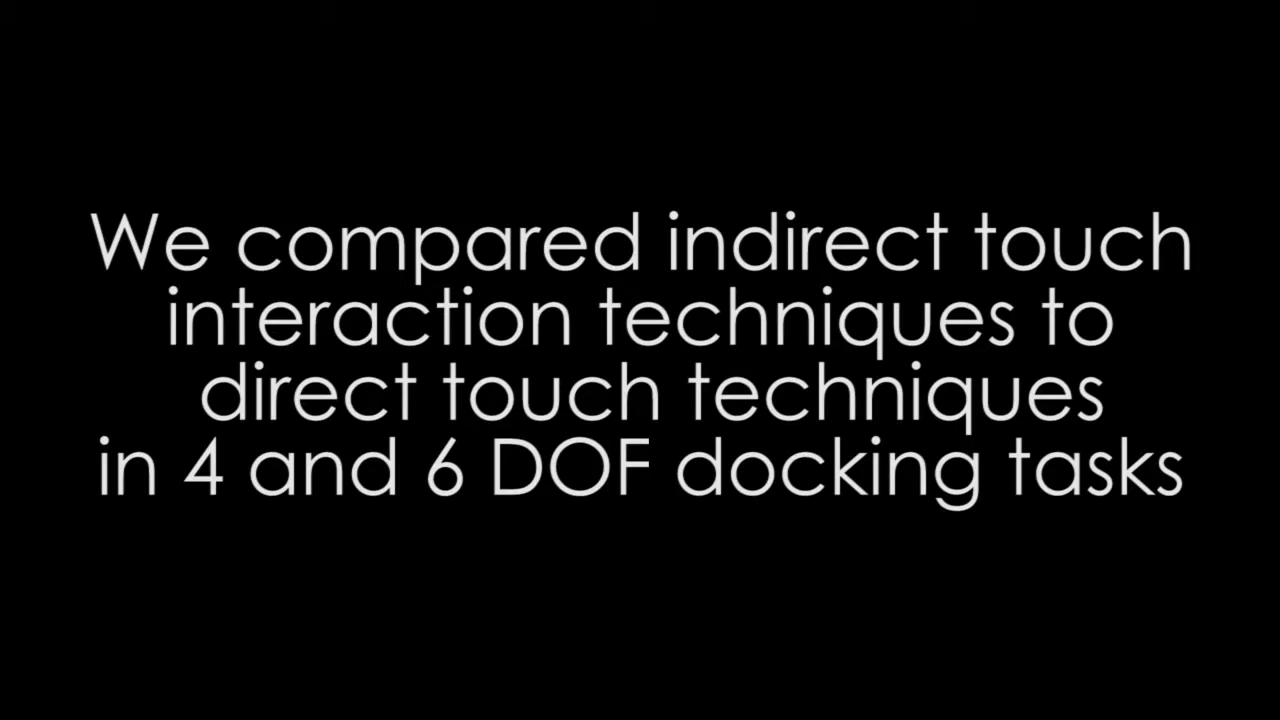 We compared indirect touch
interaction techniques to
direct touch techniques
in 4 and 6 DOF docking tasks